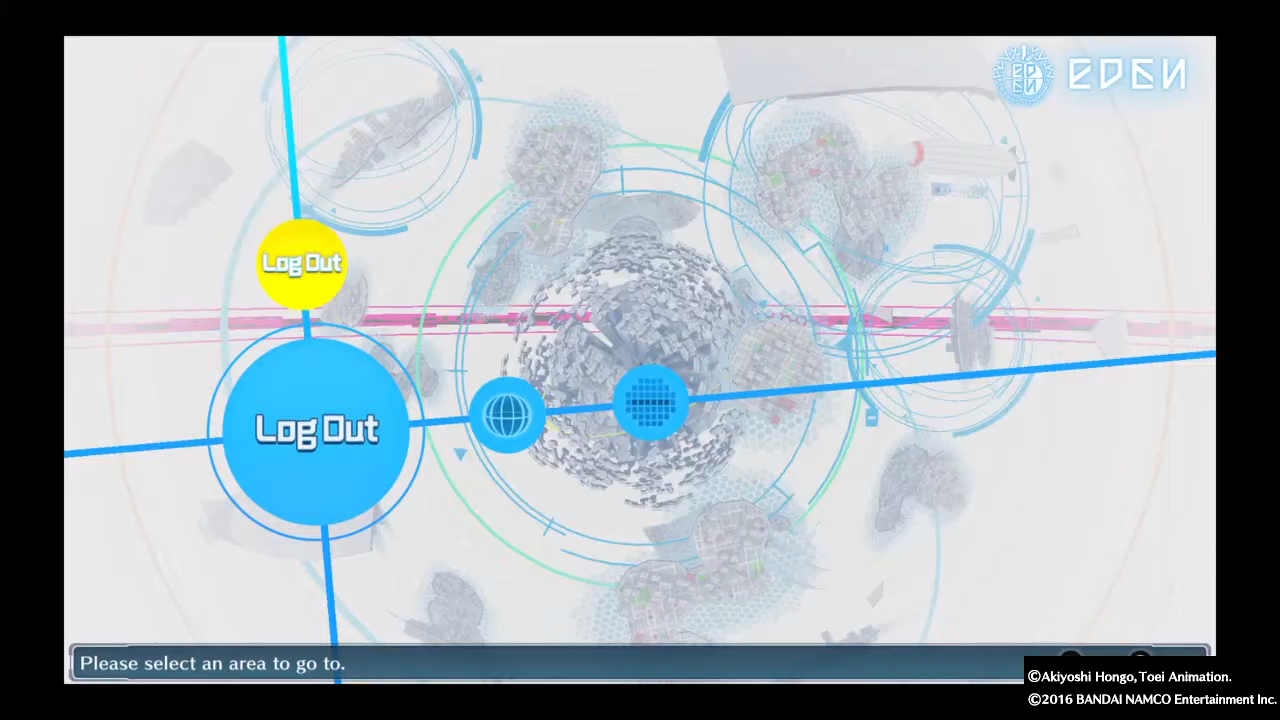 EDEN
Log Out
Log Out
Please select an area to go to.
©Akiyoshi Hongo, Toei Animation.
©2016 BANDAI NAMCO Entertainment Inc.